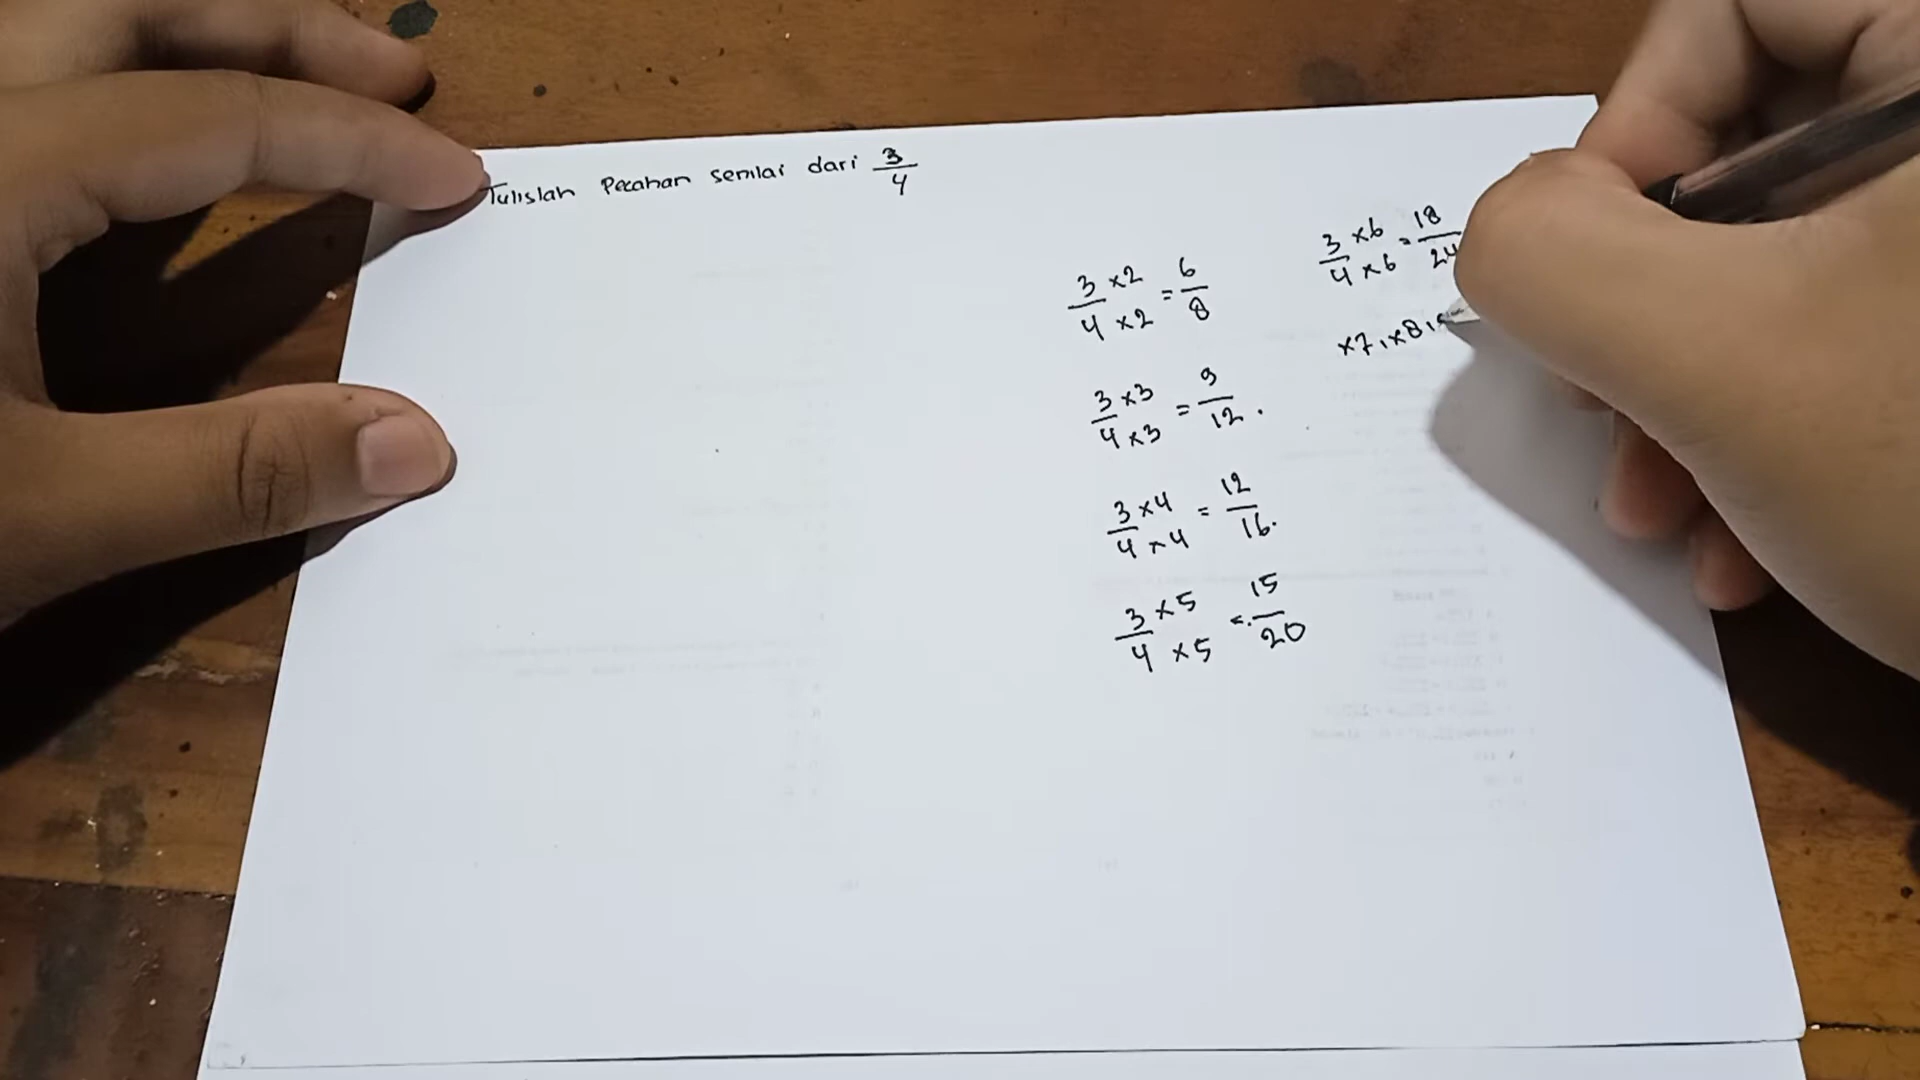 Tulislah Pecahan senilai dari 3/4
3/4 ×2/×2 = 6/8
3/4 ×3/×3 = 9/12.
3/4 ×4/×4 = 12/16.
3/4 ×5/×5 = 15/20
3/4 ×6/×6 = 18/24
×7, ×8,